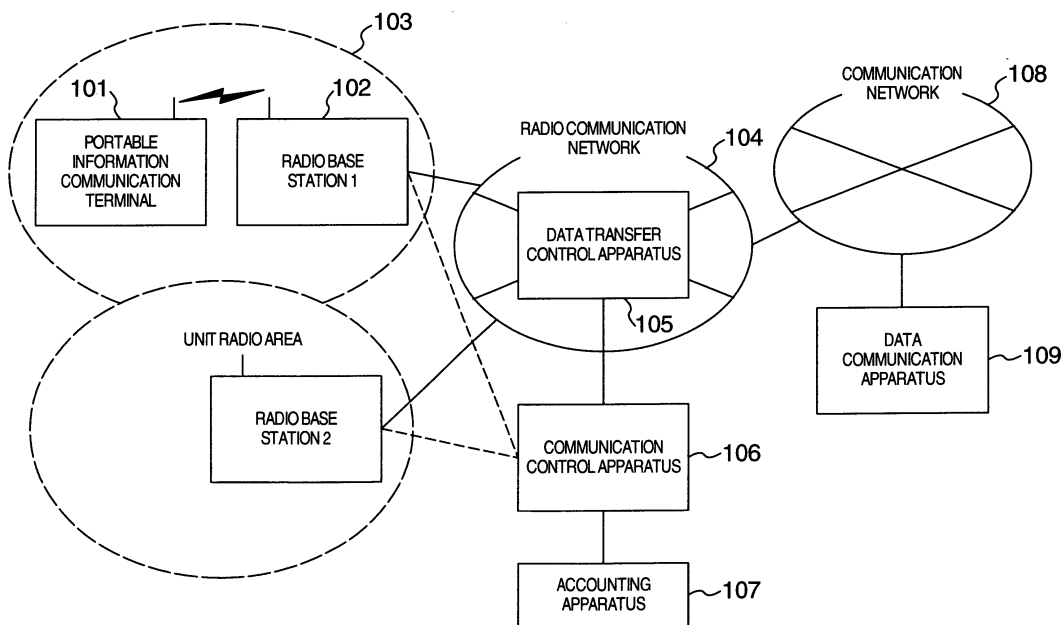 103
101
102
PORTABLE
INFORMATION
COMMUNICATION
TERMINAL
RADIO BASE
STATION 1
RADIO COMMUNICATION
NETWORK
104
COMMUNICATION
NETWORK
108
DATA TRANSFER
CONTROL APPARATUS
105
UNIT RADIO AREA
RADIO BASE
STATION 2
DATA
COMMUNICATION
APPARATUS
109
COMMUNICATION
CONTROL APPARATUS
106
ACCOUNTING
APPARATUS
107